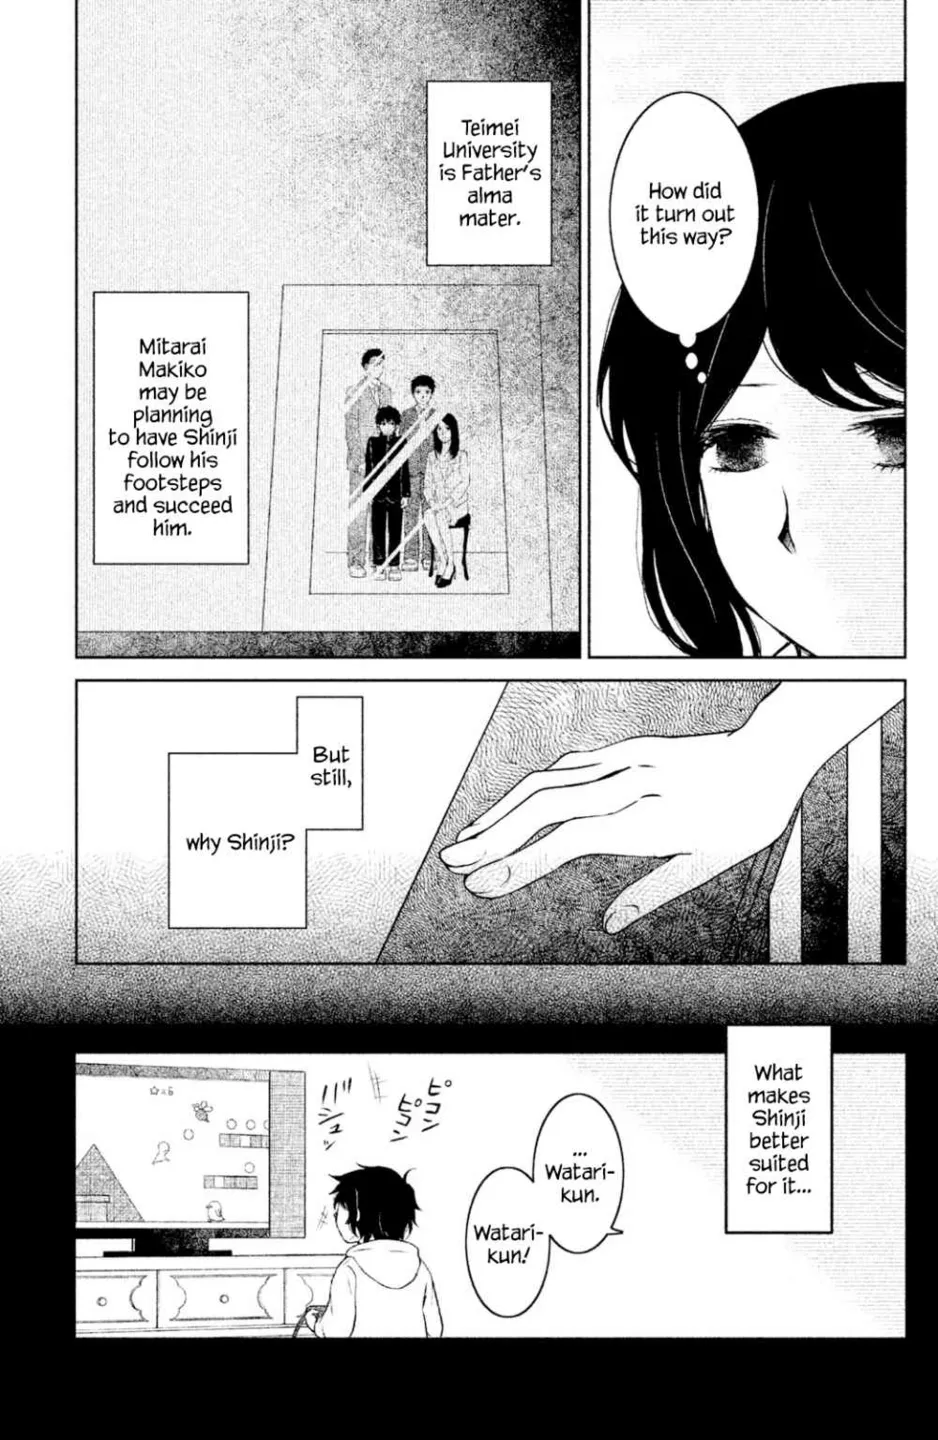 How did
it turn out
this way?
Teimei
University
is Father's
alma
mater.
Mitarai
Makiko
may be
planning
to have Shinji
follow his
footsteps
and succeed
him.
But
still,
why Shinji?
What
makes
Shinji
better
suited
for it...
...
Watari-
kun.
Watari-
kun!
ピコン
ピコン
☆×6